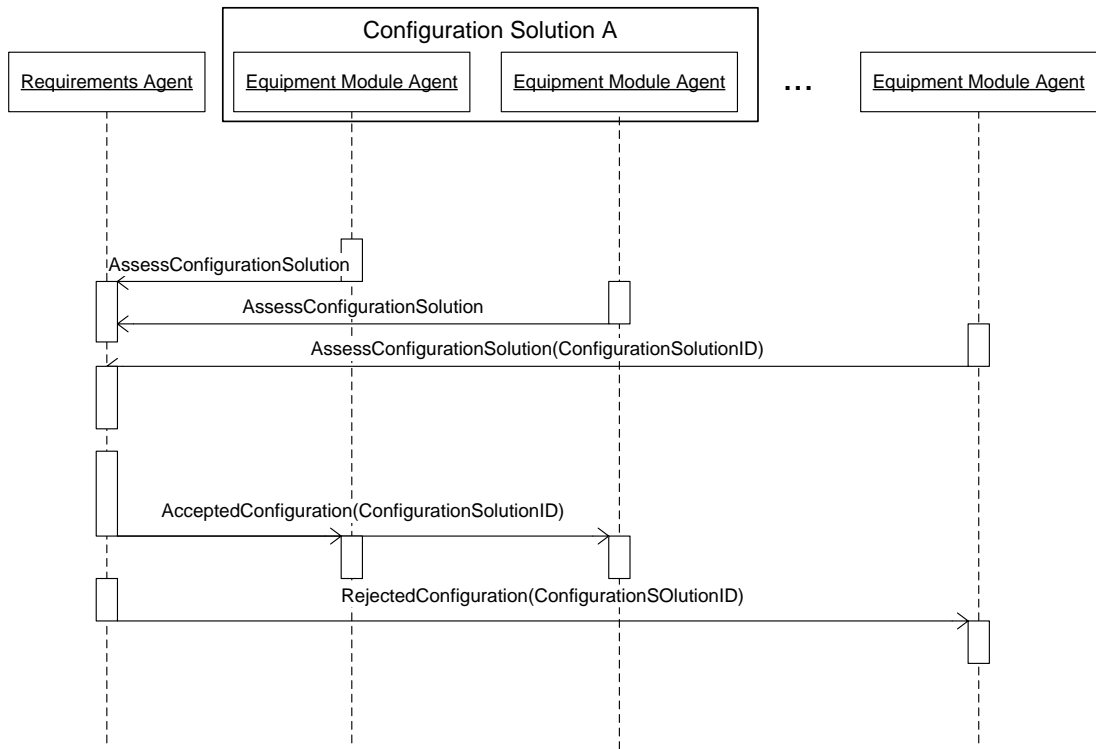 Configuration Solution A
Requirements Agent
Equipment Module Agent
Equipment Module Agent
...
Equipment Module Agent
AssessConfigurationSolution
AssessConfigurationSolution
AssessConfigurationSolution(ConfigurationSolutionID)
AcceptedConfiguration(ConfigurationSolutionID)
RejectedConfiguration(ConfigurationSOlutionID)